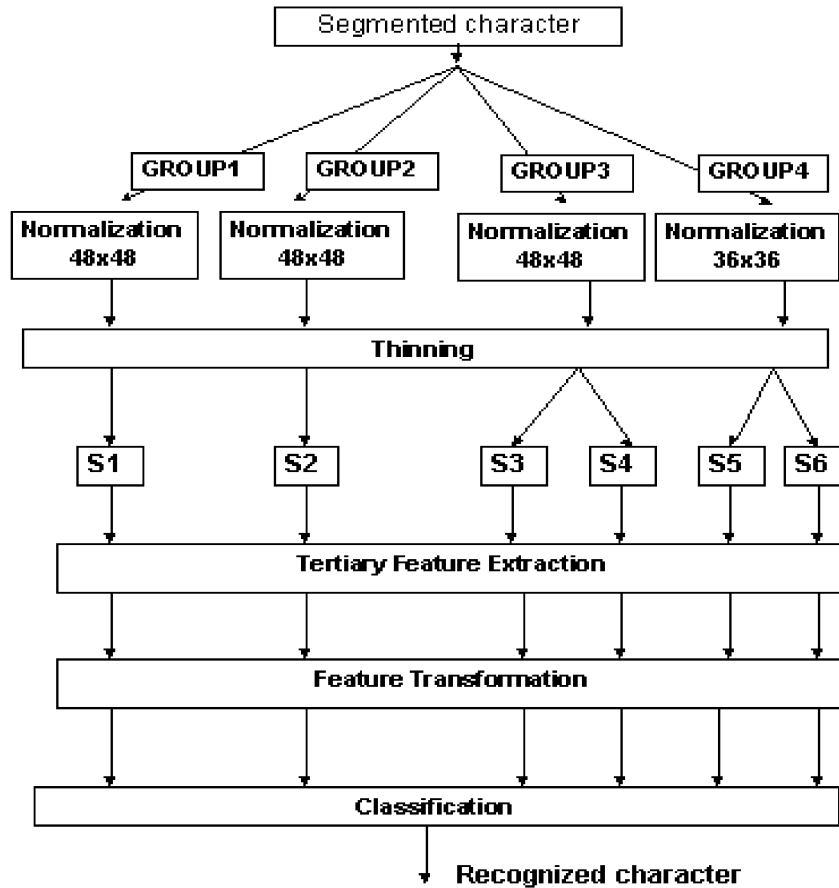 Segmented character
GROUP1 GROUP2 GROUP3 GROUP4
Normalization
48x48
Normalization
48x48
Normalization
48x48
Normalization
36x36
Thinning
S1 S2 S3 S4 S5 S6
Tertiary Feature Extraction
Feature Transformation
Classification
Recognized character